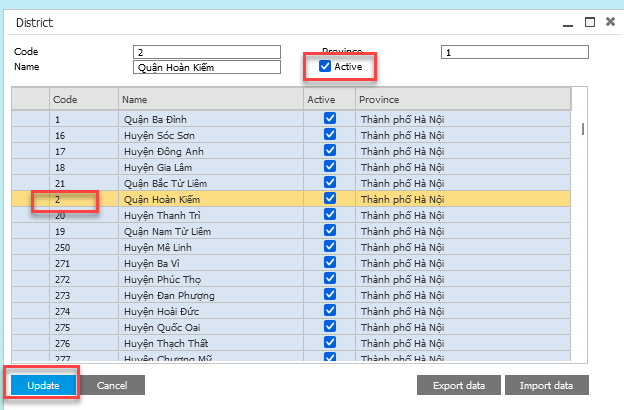 District
Code 2 Province 1
Name Quận Hoàn Kiếm Active
Code Name Active Province
1 Quận Ba Đình Thành phố Hà Nội
16 Huyện Sóc Sơn Thành phố Hà Nội
17 Huyện Đông Anh Thành phố Hà Nội
18 Huyện Gia Lâm Thành phố Hà Nội
21 Quận Bắc Từ Liêm Thành phố Hà Nội
2 Quận Hoàn Kiếm Thành phố Hà Nội
20 Huyện Thanh Trì Thành phố Hà Nội
19 Quận Nam Từ Liêm Thành phố Hà Nội
250 Huyện Mê Linh Thành phố Hà Nội
271 Huyện Ba Vì Thành phố Hà Nội
272 Huyện Phúc Thọ Thành phố Hà Nội
273 Huyện Đan Phượng Thành phố Hà Nội
274 Huyện Hoài Đức Thành phố Hà Nội
275 Huyện Quốc Oai Thành phố Hà Nội
276 Huyện Thạch Thất Thành phố Hà Nội
277 Huyện Chương Mỹ Thành phố Hà Nội
Update Cancel Export data Import data